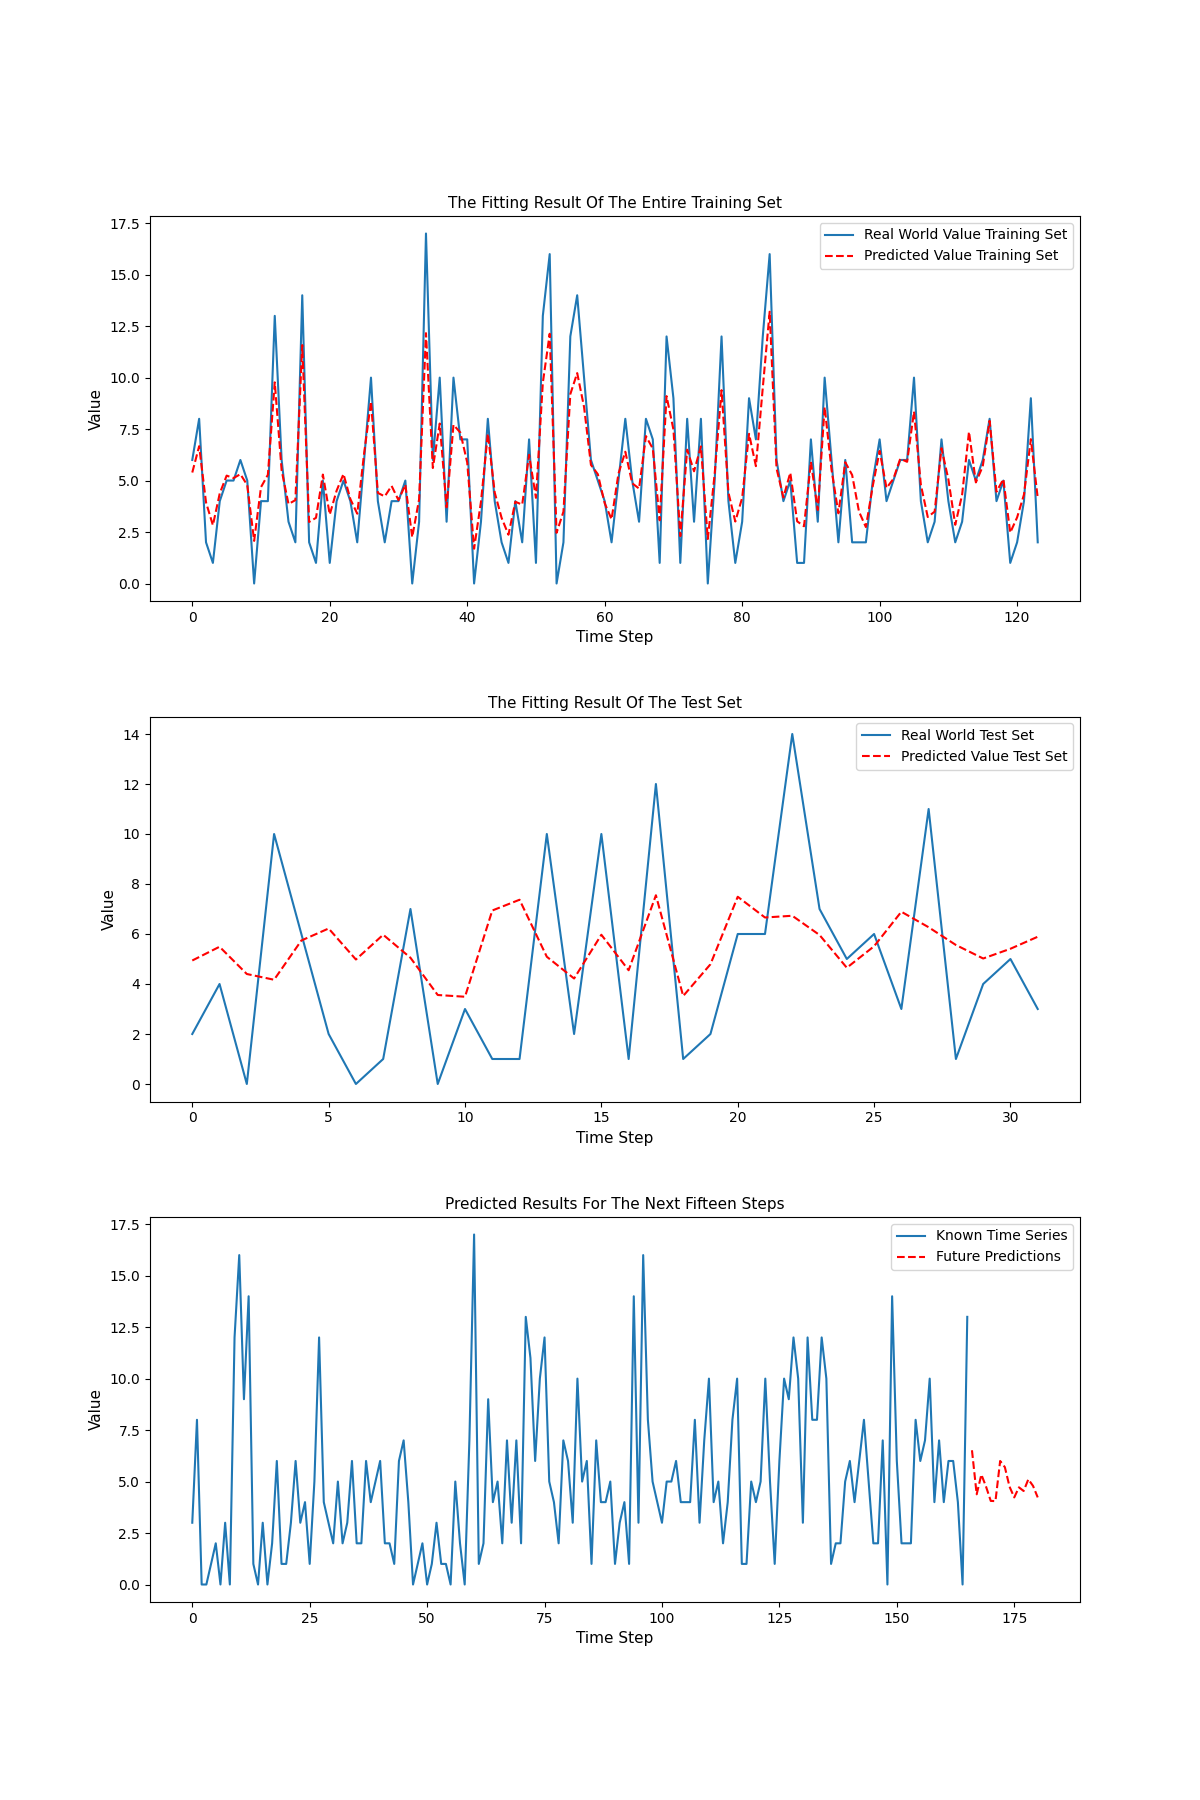 The Fitting Result Of The Entire Training Set
17.5
15.0
12.5
10.0
7.5
5.0
2.5
0.0
Value
Real World Value Training Set
Predicted Value Training Set
0 20 40 60 80 100 120
Time Step
The Fitting Result Of The Test Set
14
12
10
8
6
4
2
0
Value
Real World Test Set
Predicted Value Test Set
0 5 10 15 20 25 30
Time Step
Predicted Results For The Next Fifteen Steps
17.5
15.0
12.5
10.0
7.5
5.0
2.5
0.0
Value
Known Time Series
Future Predictions
0 25 50 75 100 125 150 175
Time Step